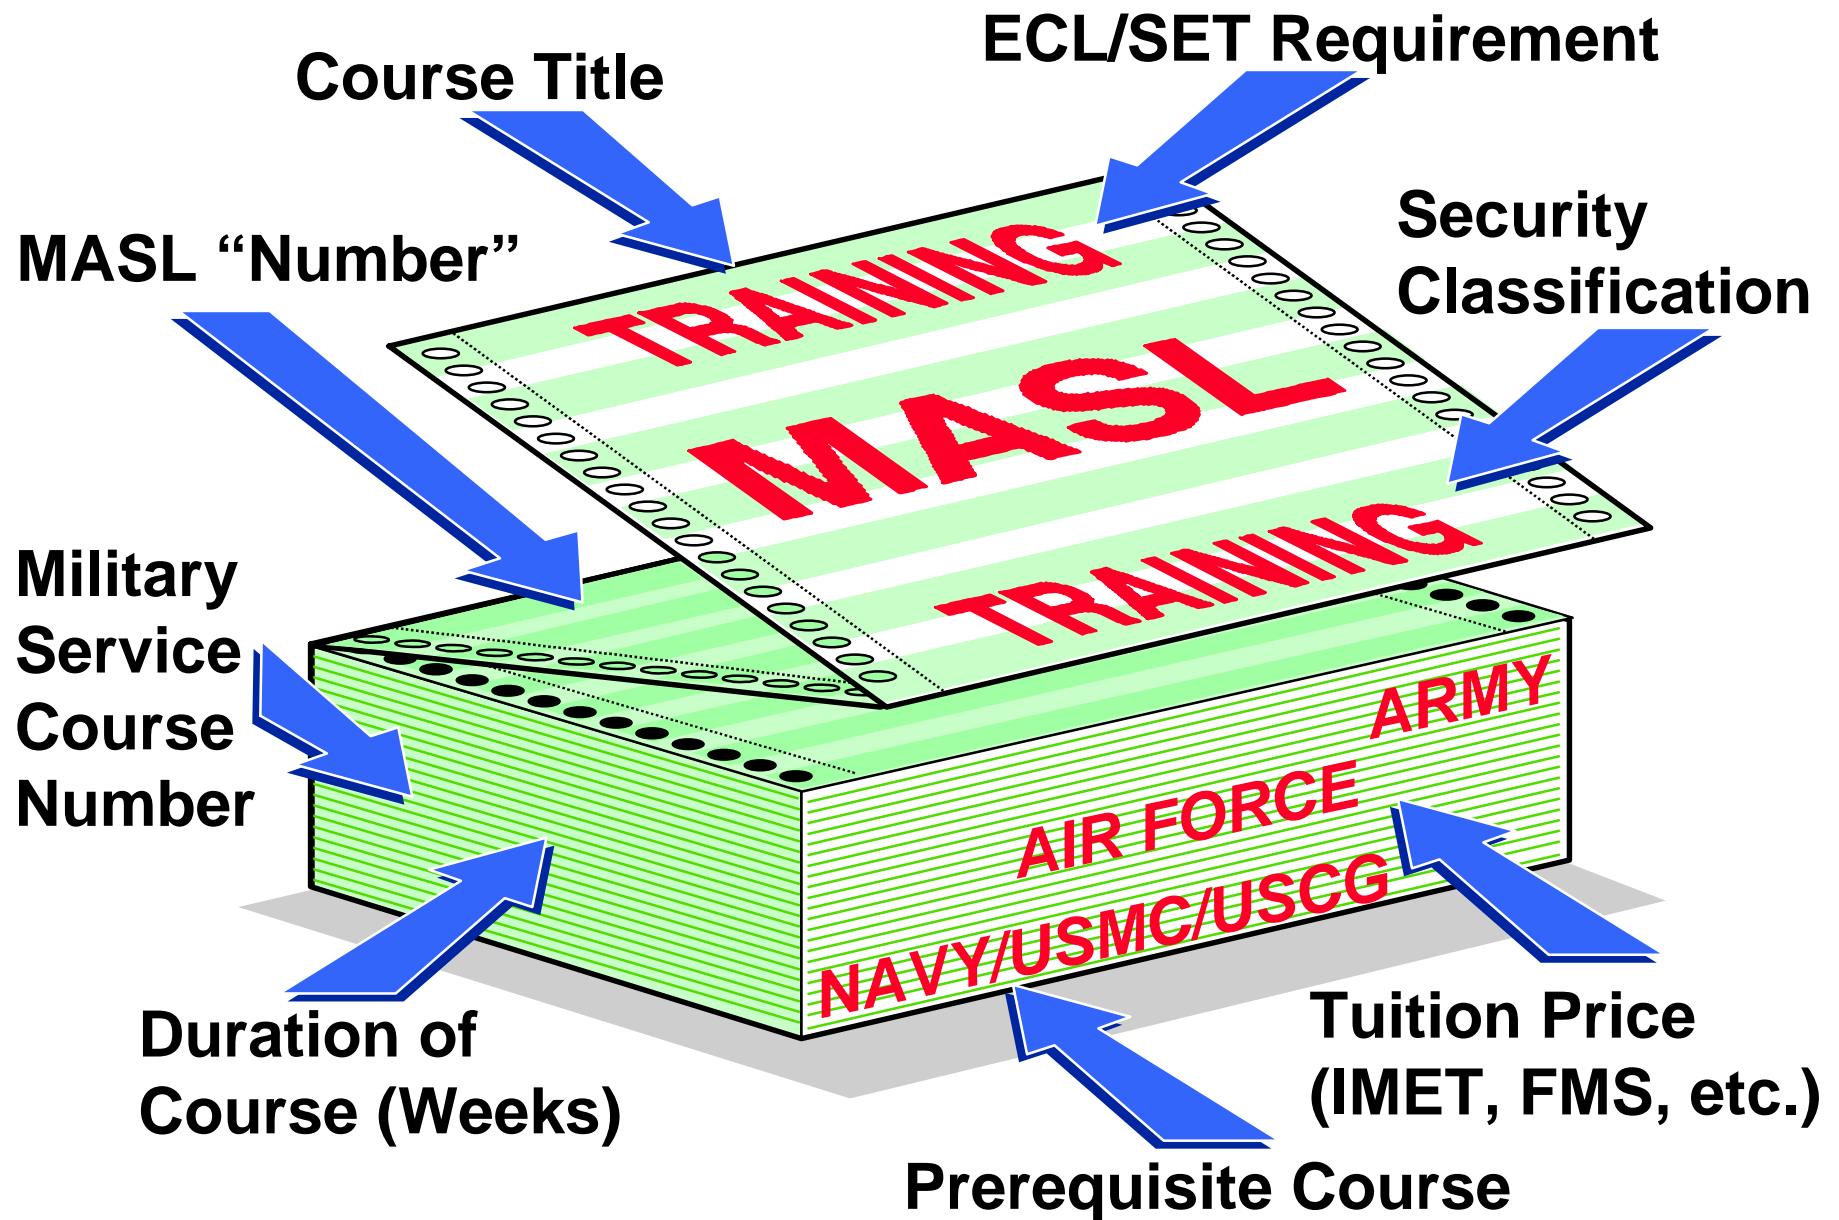 ECL/SET Requirement
Course Title
Security
Classification
MASL “Number”
TRAINING
MASL
TRAINING
Military
Service
Course
Number
ARMY
AIR FORCE
NAVY/USMC/USCG
Duration of
Course (Weeks)
Tuition Price
(IMET, FMS, etc.)
Prerequisite Course